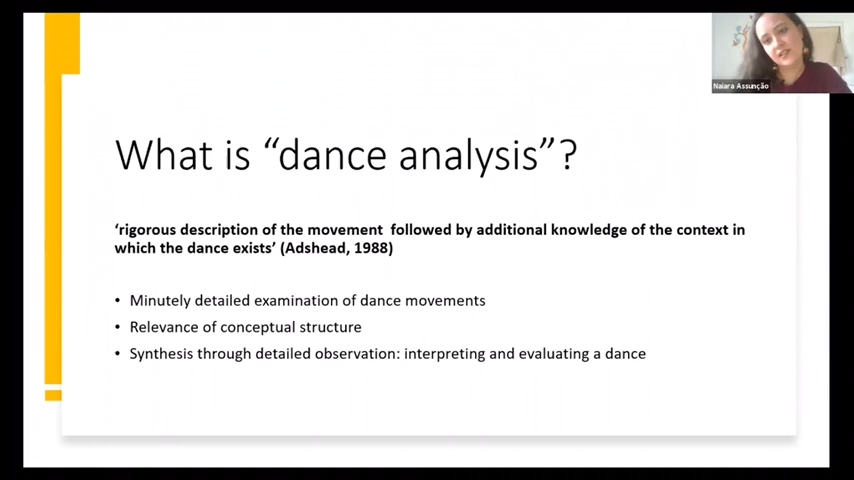 Naiara Assunção
What is “dance analysis”?
‘rigorous description of the movement followed by additional knowledge of the context in
which the dance exists’ (Adshead, 1988)
• Minutely detailed examination of dance movements
• Relevance of conceptual structure
• Synthesis through detailed observation: interpreting and evaluating a dance